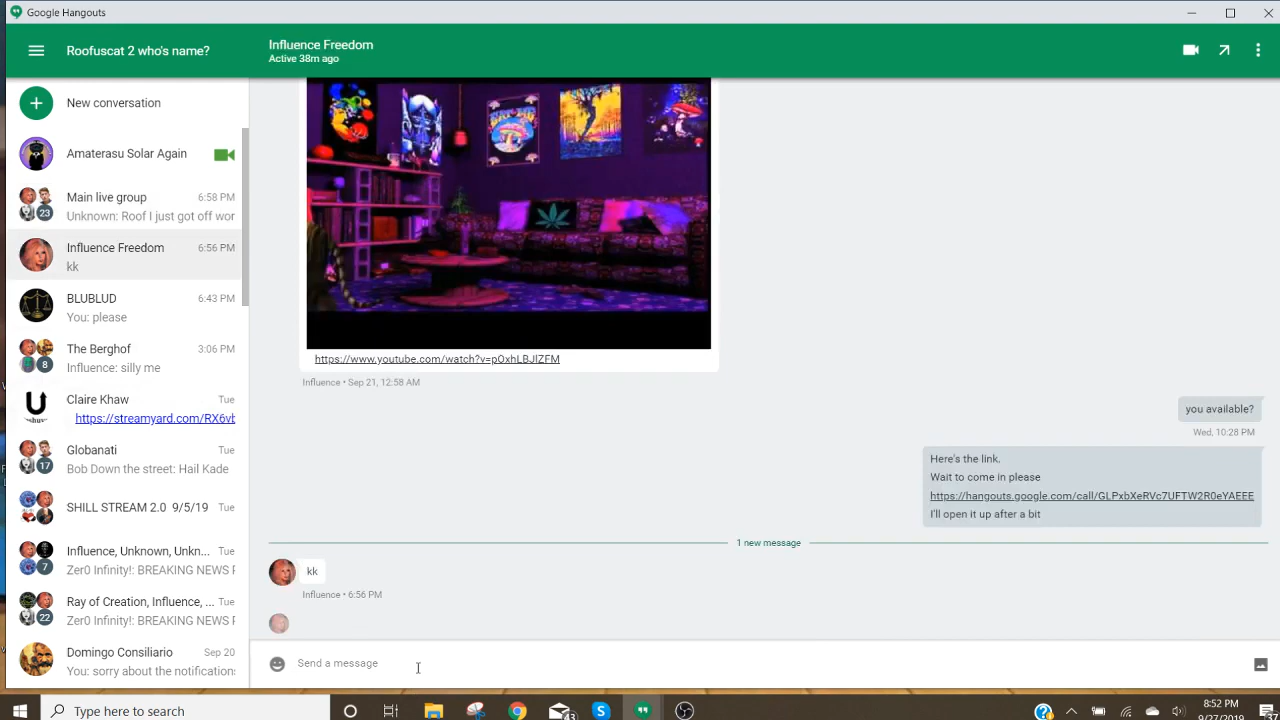 Google Hangouts
Roofuscat 2 who's name?
Influence Freedom
Active 38m ago
New conversation
Amaterasu Solar Again
Main live group 6:58 PM
23
Unknown: Roof I just got off wor
Influence Freedom 6:56 PM
kk
BLUBLUD 6:43 PM
You: please
The Berghof 3:06 PM
8
Influence: silly me
Claire Khaw Tue
https://streamyard.com/RX6vb
Globanati Tue
17
Bob Down the street: Hail Kade
SHILL STREAM 2.0 9/5/19 Tue
Influence, Unknown, Unkn... Tue
7
Zer0 Infinity!: BREAKING NEWS F
Ray of Creation, Influence, ... Tue
22
Zer0 Infinity!: BREAKING NEWS F
Domingo Consiliario Sep 20
You: sorry about the notification:
https://www.youtube.com/watch?v=pOxhLBJIZFM
Influence • Sep 21, 12:58 AM
you available?
Wed, 10:28 PM
Here's the link.
Wait to come in please
https://hangouts.google.com/call/GLPxbXeRVc7UFTW2R0eYAEEE
I'll open it up after a bit
1 new message
kk
Influence • 6:56 PM
Send a message
Type here to search
43
8:52 PM
9/27/2019